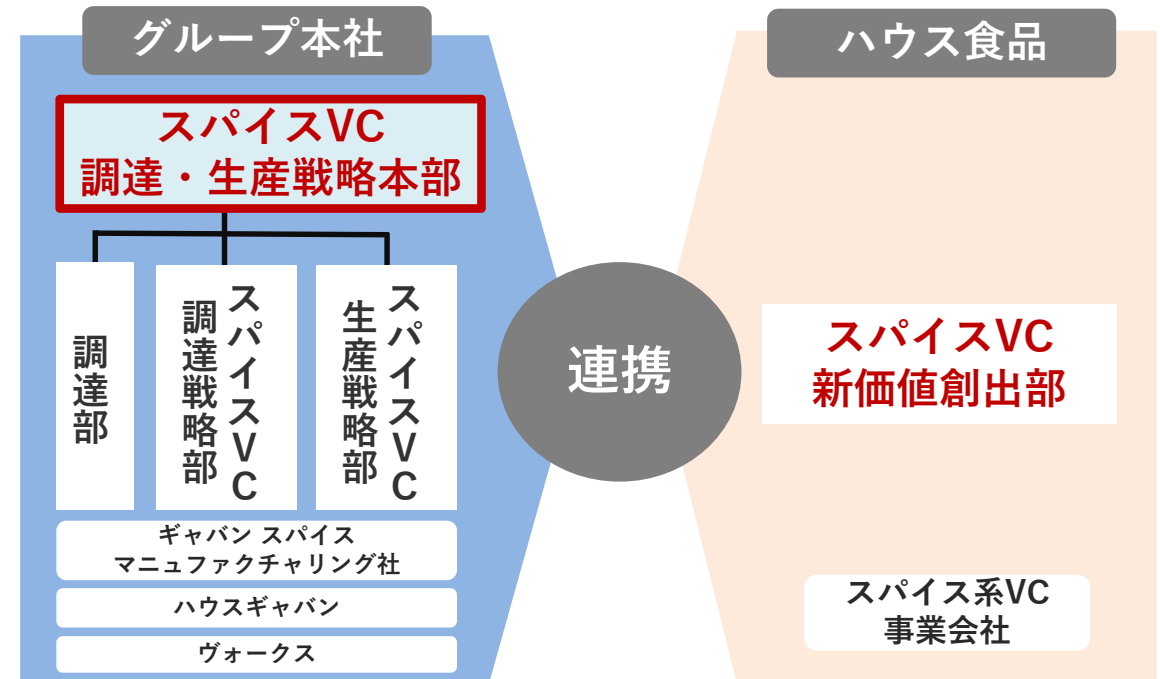 グループ本社
スパイスVC
調達・生産戦略本部
調達部
スパイスVC
調達戦略部
スパイスVC
生産戦略部
ギャバン スパイス
マニュファクチャリング社
ハウスギャバン
ヴォークス
連携
ハウス食品
スパイスVC
新価値創出部
スパイス系VC
事業会社